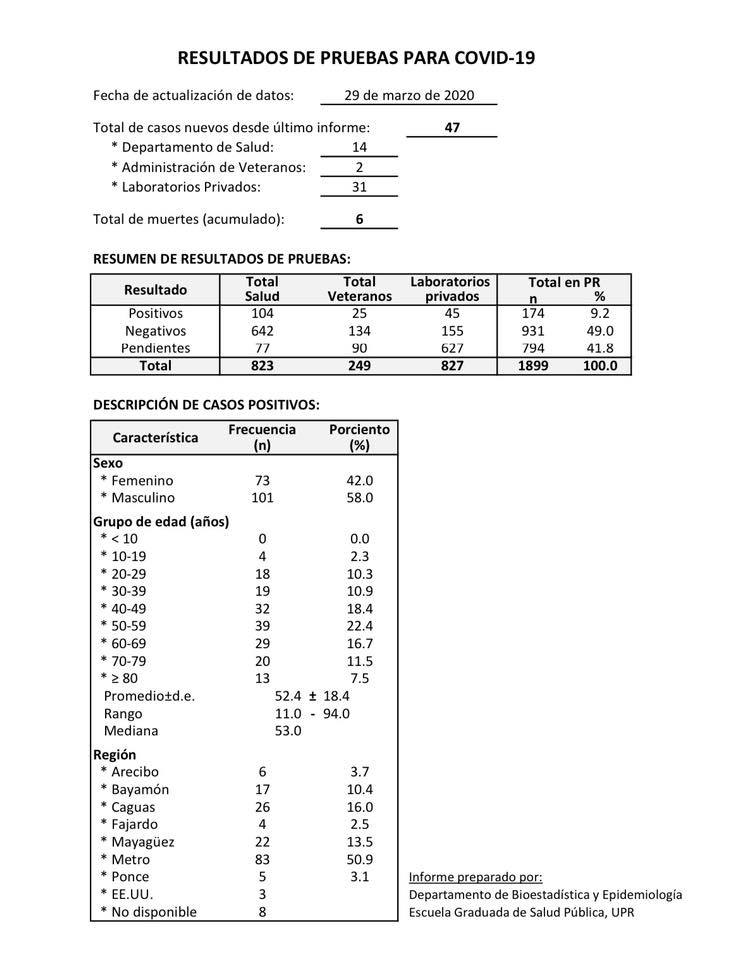 RESULTADOS DE PRUEBAS PARA COVID-19
Fecha de actualización de datos: 29 de marzo de 2020
Total de casos nuevos desde último informe: 47
* Departamento de Salud: 14
* Administración de Veteranos: 2
* Laboratorios Privados: 31
Total de muertes (acumulado): 6
RESUMEN DE RESULTADOS DE PRUEBAS:
Resultado Total Salud Total Veteranos Laboratorios privados Total en PR n %
Positivos 104 25 45 174 9.2
Negativos 642 134 155 931 49.0
Pendientes 77 90 627 794 41.8
Total 823 249 827 1899 100.0
DESCRIPCIÓN DE CASOS POSITIVOS:
Característica Frecuencia (n) Porciento (%)
Sexo
* Femenino 73 42.0
* Masculino 101 58.0
Grupo de edad (años)
* < 10 0 0.0
* 10-19 4 2.3
* 20-29 18 10.3
* 30-39 19 10.9
* 40-49 32 18.4
* 50-59 39 22.4
* 60-69 29 16.7
* 70-79 20 11.5
* ≥ 80 13 7.5
Promedio±d.e. 52.4 ± 18.4
Rango 11.0 - 94.0
Mediana 53.0
Región
* Arecibo 6 3.7
* Bayamón 17 10.4
* Caguas 26 16.0
* Fajardo 4 2.5
* Mayagüez 22 13.5
* Metro 83 50.9
* Ponce 5 3.1
* EE.UU. 3
* No disponible 8
Informe preparado por:
Departamento de Bioestadística y Epidemiología
Escuela Graduada de Salud Pública, UPR